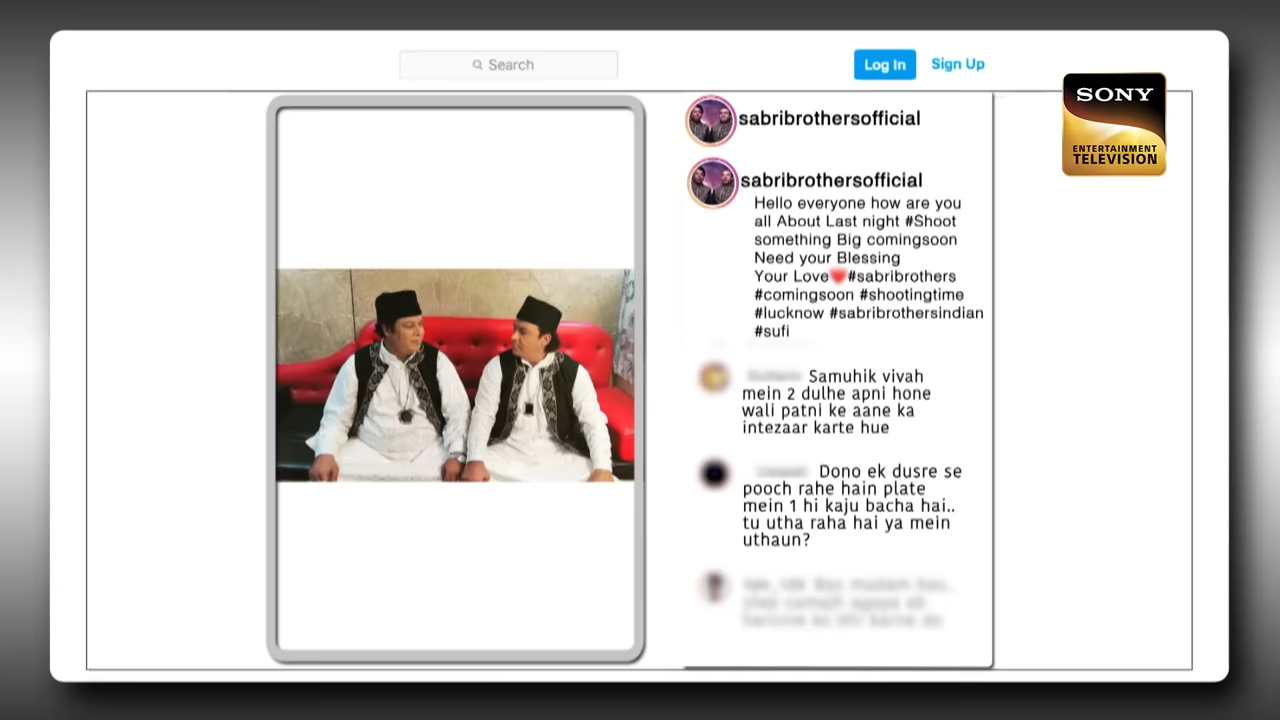 Search
Log In
Sign Up
SONY
ENTERTAINMENT
TELEVISION
sabribrothersofficial
sabribrothersofficial
Hello everyone how are you
all About Last night #Shoot
something Big comingsoon
Need your Blessing
Your Love❤️#sabribrothers
#comingsoon #shootingtime
#lucknow #sabribrothersindian
#sufi
Samuhik vivah
mein 2 dulhe apni hone
wali patni ke aane ka
intezaar karte hue
Dono ek dusre se
pooch rahe hain plate
mein 1 hi kaju bacha hai..
tu utha raha hai ya mein
uthaun?